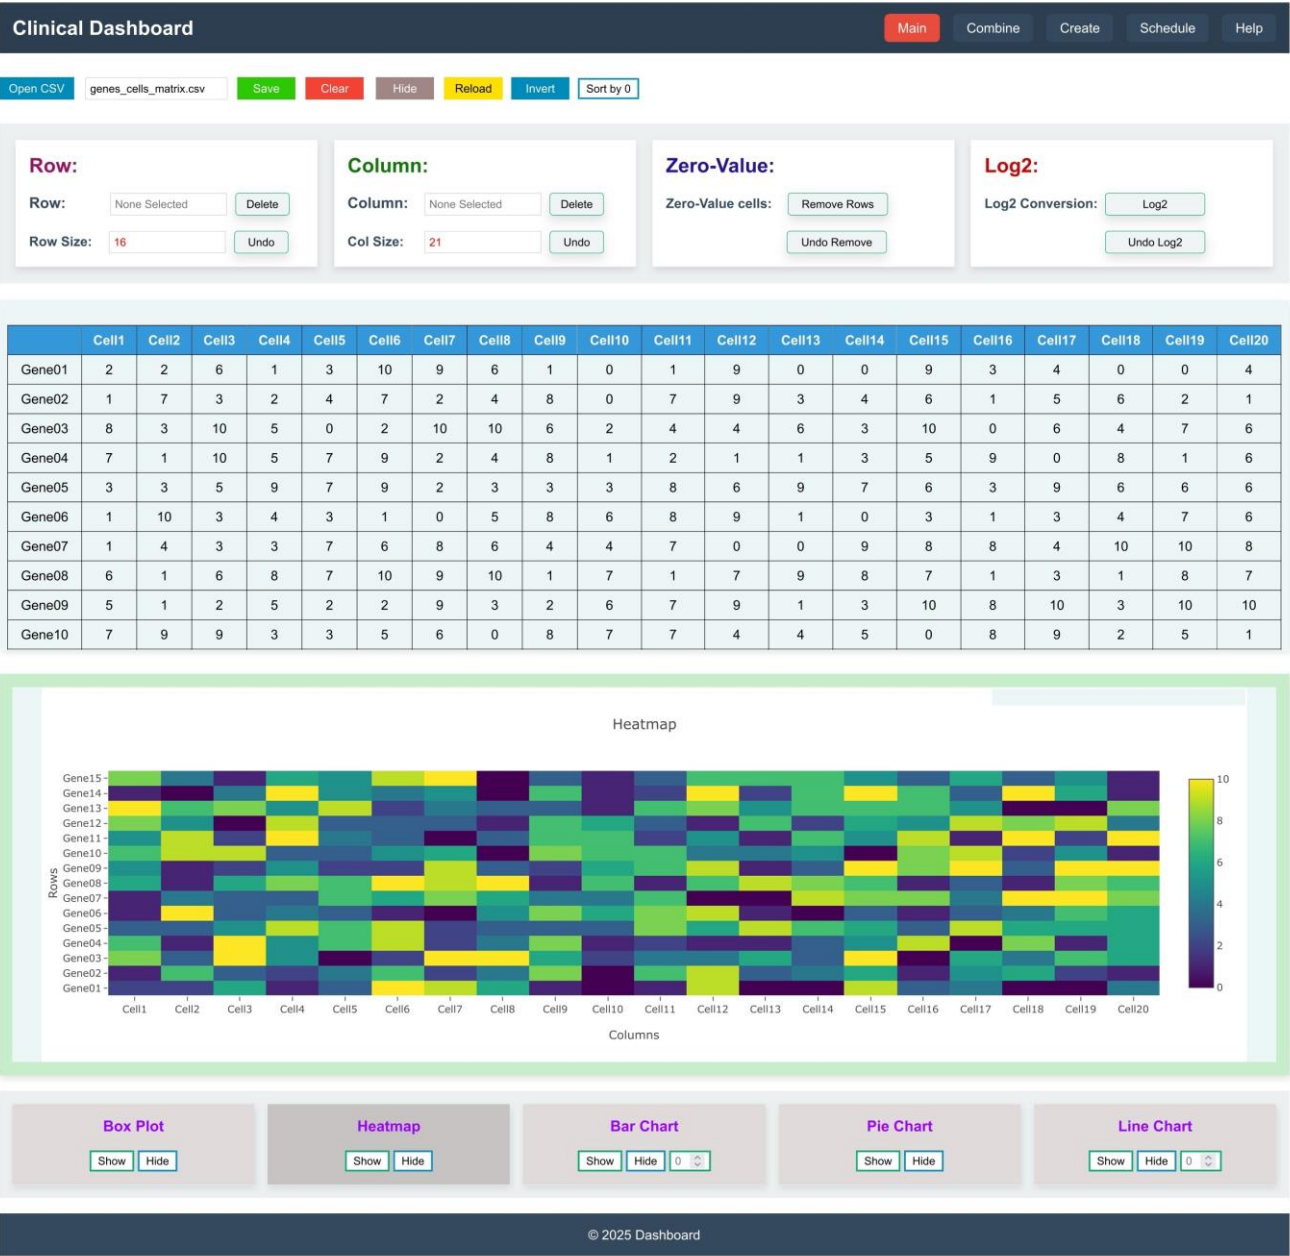 Clinical Dashboard Main Combine Create Schedule Help
Open CSV genes_cells_matrix.csv Save Clear Hide Reload Invert Sort by 0
Row: Column: Zero-Value: Log2:
Row: None Selected Delete Column: None Selected Delete Zero-Value cells: Remove Rows Log2 Conversion: Log2
Row Size: 16 Undo Col Size: 21 Undo Undo Remove Undo Log2
Cell1 Cell2 Cell3 Cell4 Cell5 Cell6 Cell7 Cell8 Cell9 Cell10 Cell11 Cell12 Cell13 Cell14 Cell15 Cell16 Cell17 Cell18 Cell19 Cell20
Gene01 2 2 6 1 3 10 9 6 1 0 1 9 0 0 9 3 4 0 0 4
Gene02 1 7 3 2 4 7 2 4 8 0 7 9 3 4 6 1 5 6 2 1
Gene03 8 3 10 5 0 2 10 10 6 2 4 4 6 3 10 0 6 4 7 6
Gene04 7 1 10 5 7 9 2 4 8 1 2 1 1 3 5 9 0 8 1 6
Gene05 3 3 5 9 7 9 2 3 3 3 8 6 9 7 6 3 9 6 6 6
Gene06 1 10 3 4 3 1 0 5 8 6 8 9 1 0 3 1 3 4 7 6
Gene07 1 4 3 3 7 6 8 6 4 4 7 0 0 9 8 8 4 10 10 8
Gene08 6 1 6 8 7 10 9 10 1 7 1 7 9 8 7 1 3 1 8 7
Gene09 5 1 2 5 2 2 9 3 2 6 7 9 1 3 10 8 10 3 10 10
Gene10 7 9 9 3 3 5 6 0 8 7 7 4 4 5 0 8 9 2 5 1
Heatmap
Gene15
Gene14
Gene13
Gene12
Gene11
Gene10
Gene09
Gene08
Gene07
Gene06
Gene05
Gene04
Gene03
Gene02
Gene01
Rows
10
8
6
4
2
0
Cell1 Cell2 Cell3 Cell4 Cell5 Cell6 Cell7 Cell8 Cell9 Cell10 Cell11 Cell12 Cell13 Cell14 Cell15 Cell16 Cell17 Cell18 Cell19 Cell20
Columns
Box Plot Heatmap Bar Chart Pie Chart Line Chart
Show Hide Show Hide Show Hide 0 Show Hide Show Hide 0
© 2025 Dashboard